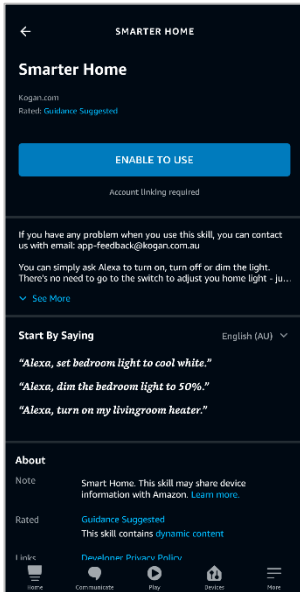 SMARTER HOME
Smarter Home
Kogan.com
Rated: Guidance Suggested
ENABLE TO USE
Account linking required
If you have any problem when you use this skill, you can contact
us with email: app-feedback@kogan.com.au
You can simply ask Alexa to turn on, turn off or dim the light.
There's no need to go to the switch to adjust you home light - ju...
See More
Start By Saying
English (AU)
“Alexa, set bedroom light to cool white.”
“Alexa, dim the bedroom light to 50%.”
“Alexa, turn on my livingroom heater.”
About
Note
Smart Home. This skill may share device
information with Amazon. Learn more.
Rated
Guidance Suggested
This skill contains dynamic content
Links
Developer Privacy Policy
Home
Communicate
Play
Devices
More